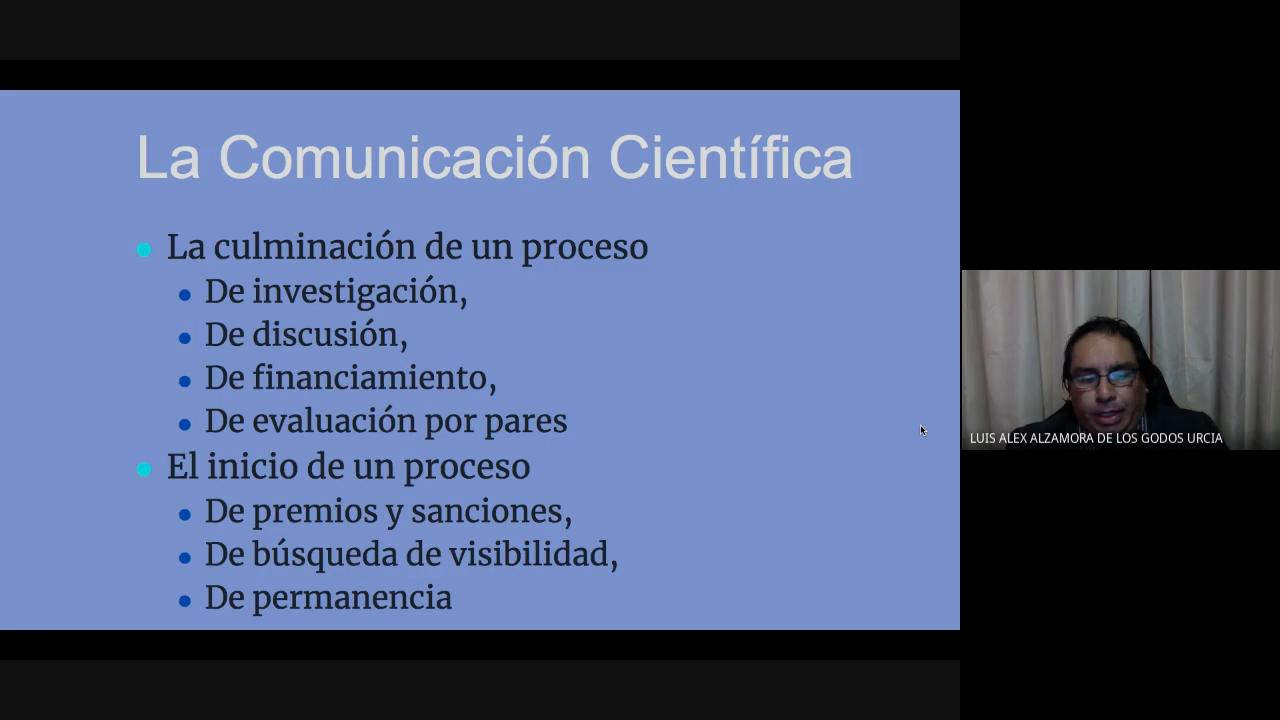 La Comunicación Científica
La culminación de un proceso
De investigación,
De discusión,
De financiamiento,
De evaluación por pares
El inicio de un proceso
De premios y sanciones,
De búsqueda de visibilidad,
De permanencia
LUIS ALEX ALZAMORA DE LOS GODOS URCIA